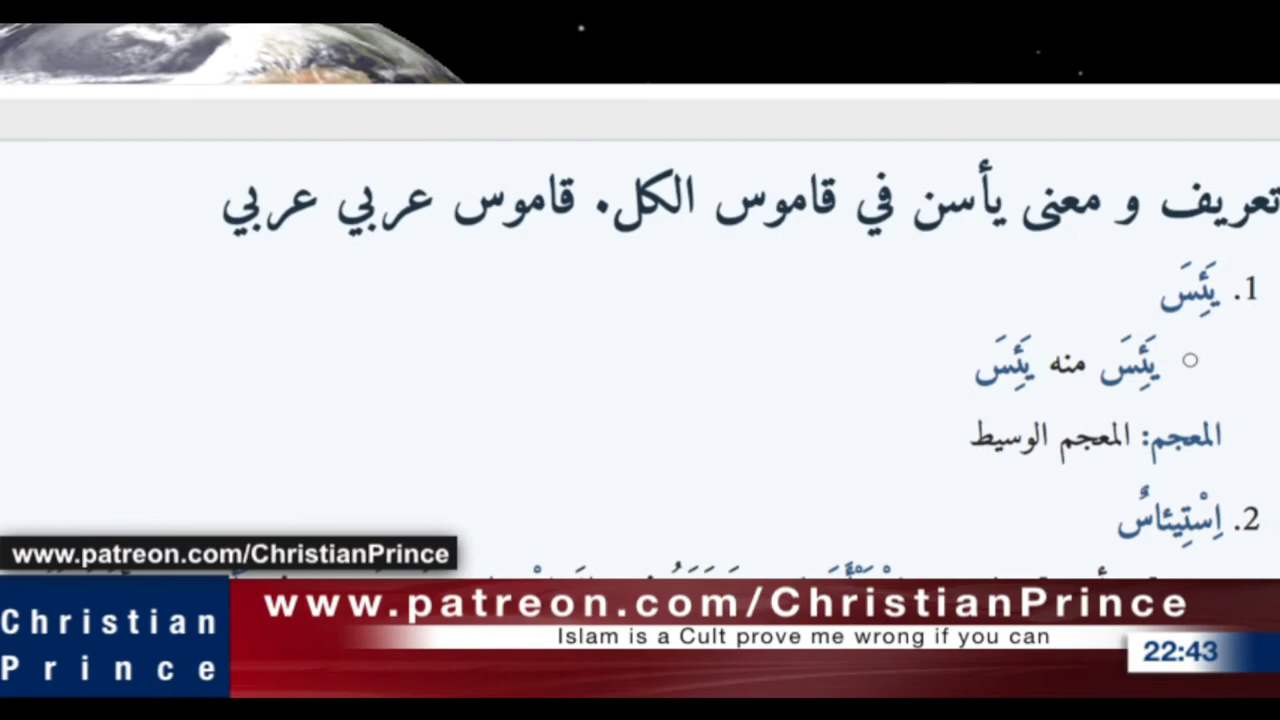 تعريف و معنى يأسن في قاموس الكل. قاموس عربي عربي
1. يَئِسَ
○ يَئِسَ منه يَئِسَ
المعجم: المعجم الوسيط
2. اِسْتِيئاسٌ
www.patreon.com/ChristianPrince
www.patreon.com/ChristianPrince
Christian
Prince
Islam is a Cult prove me wrong if you can
22:43